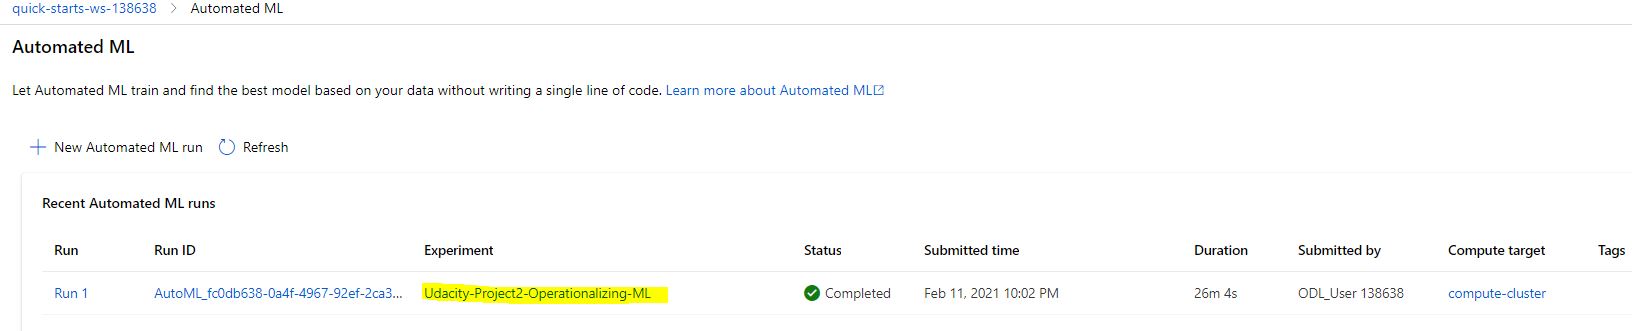 quick-starts-ws-138638 > Automated ML
Automated ML
Let Automated ML train and find the best model based on your data without writing a single line of code. Learn more about Automated ML
New Automated ML run Refresh
Recent Automated ML runs
Run Run ID Experiment Status Submitted time Duration Submitted by Compute target Tags
Run 1 AutoML_fc0db638-0a4f-4967-92ef-2ca3... Udacity-Project2-Operationalizing-ML Completed Feb 11, 2021 10:02 PM 26m 4s ODL_User 138638 compute-cluster